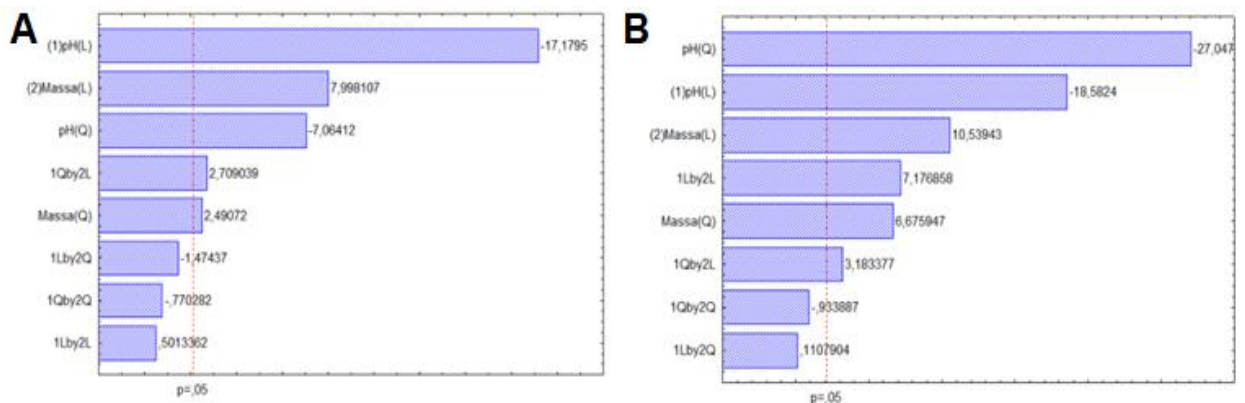 A
(1)pH(L)
-17,1795
(2)Massa(L)
7,998107
pH(Q)
-7,06412
1Qby2L
2,709039
Massa(Q)
2,49072
1Lby2Q
-1,47437
1Qby2Q
-,770282
1Lby2L
,5013362
p=,05
B
pH(Q)
-27,047
(1)pH(L)
-18,5824
(2)Massa(L)
10,53943
1Lby2L
7,176858
Massa(Q)
6,675947
1Qby2L
3,183377
1Qby2Q
-,933887
1Lby2Q
,1107904
p=,05